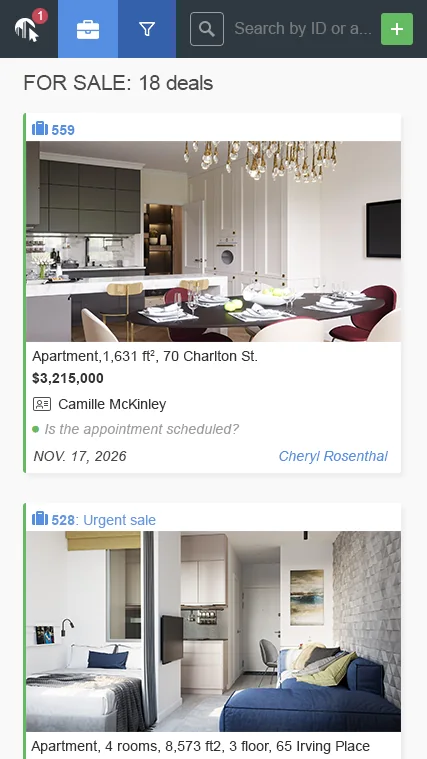 1
Search by ID or a...
FOR SALE: 18 deals
559
Apartment,1,631 ft², 70 Charlton St.
$3,215,000
Camille McKinley
Is the appointment scheduled?
NOV. 17, 2026 Cheryl Rosenthal
528: Urgent sale
Apartment, 4 rooms, 8,573 ft2, 3 floor, 65 Irving Place